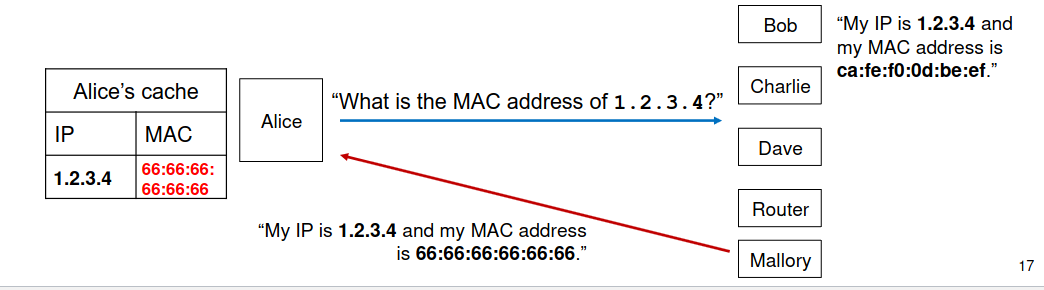 Alice’s cache
IP MAC
1.2.3.4 66:66:66:
66:66:66
Alice
“What is the MAC address of 1.2.3.4?”
“My IP is 1.2.3.4 and my MAC address
is 66:66:66:66:66:66.”
Bob
Charlie
Dave
Router
Mallory
“My IP is 1.2.3.4 and
my MAC address is
ca:fe:f0:0d:be:ef.”
17